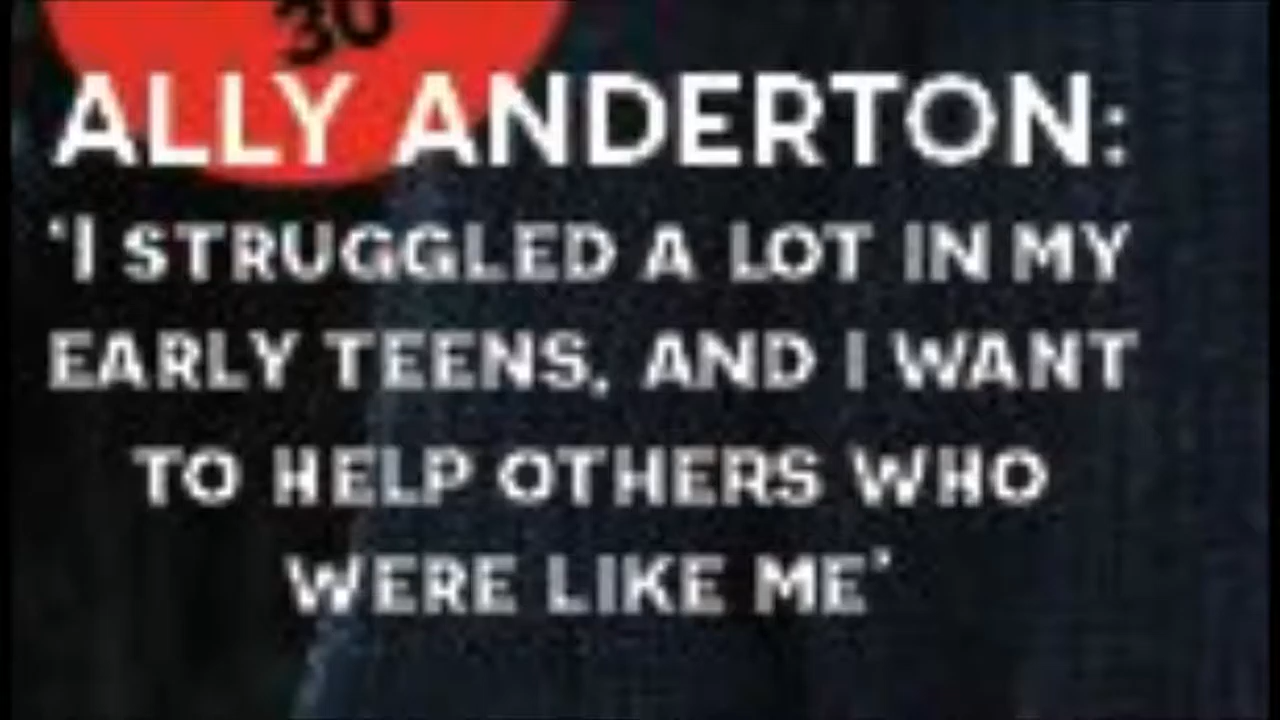 30
ALLY ANDERTON:
‘I STRUGGLED A LOT IN MY
EARLY TEENS, AND I WANT
TO HELP OTHERS WHO
WERE LIKE ME’